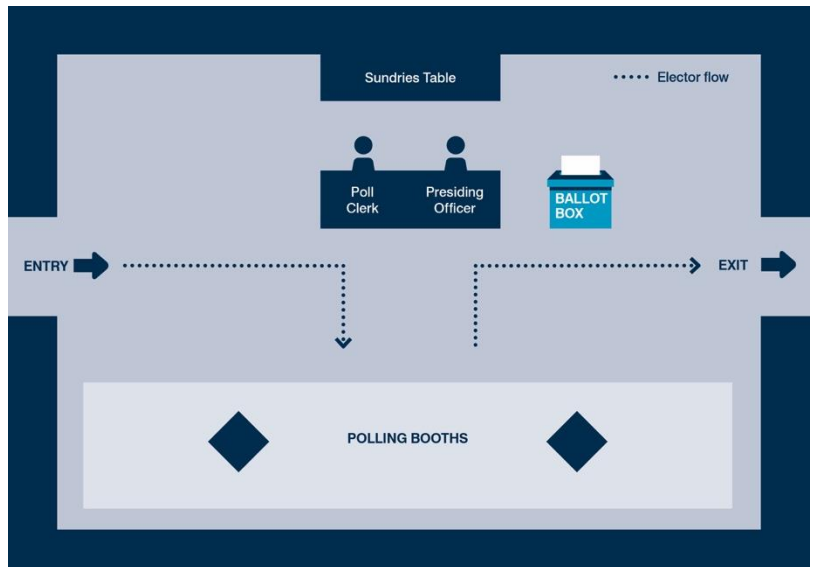 Sundries Table
Elector flow
Poll
Clerk
Presiding
Officer
BALLOT
BOX
ENTRY
EXIT
POLLING BOOTHS